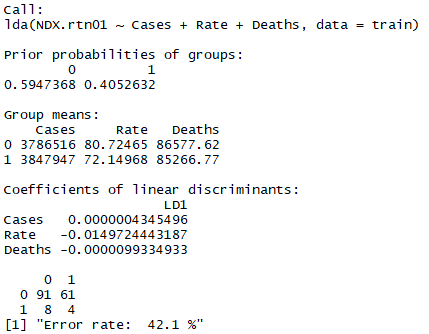 Call:
lda(NDX.rtn01 ~ Cases + Rate + Deaths, data = train)
Prior probabilities of groups:
0 1
0.5947368 0.4052632
Group means:
Cases Rate Deaths
0 3786516 80.72465 86577.62
1 3847947 72.14968 85266.77
Coefficients of linear discriminants:
LD1
Cases 0.0000004345496
Rate -0.0149724443187
Deaths -0.0000099334933
0 1
0 91 61
1 8 4
[1] "Error rate: 42.1 %"